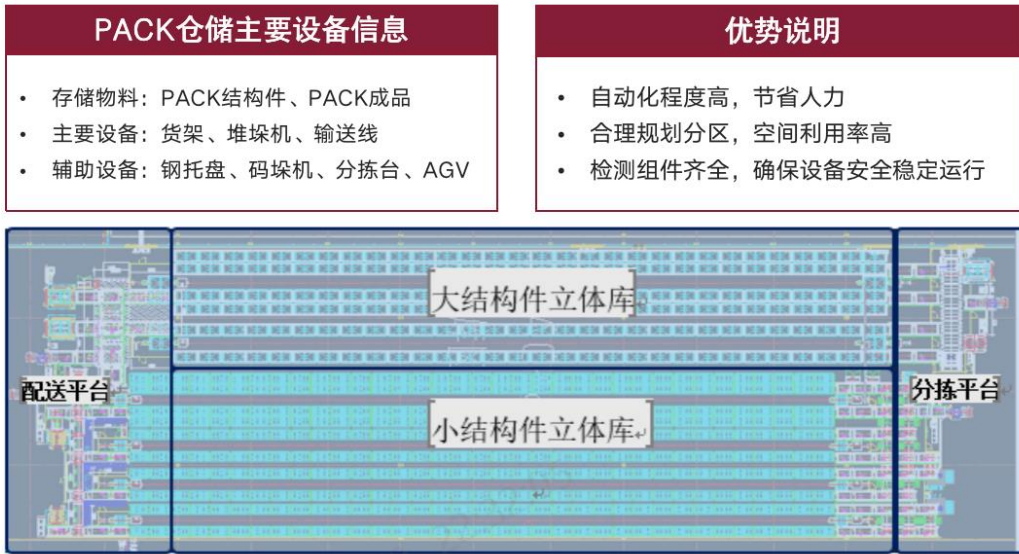 PACK仓储主要设备信息
• 存储物料：PACK结构件、PACK成品
• 主要设备：货架、堆垛机、输送线
• 辅助设备：钢托盘、码垛机、分拣台、AGV
优势说明
• 自动化程度高，节省人力
• 合理规划分区，空间利用率高
• 检测组件齐全，确保设备安全稳定运行
大结构件立体库
配送平台
分拣平台
小结构件立体库